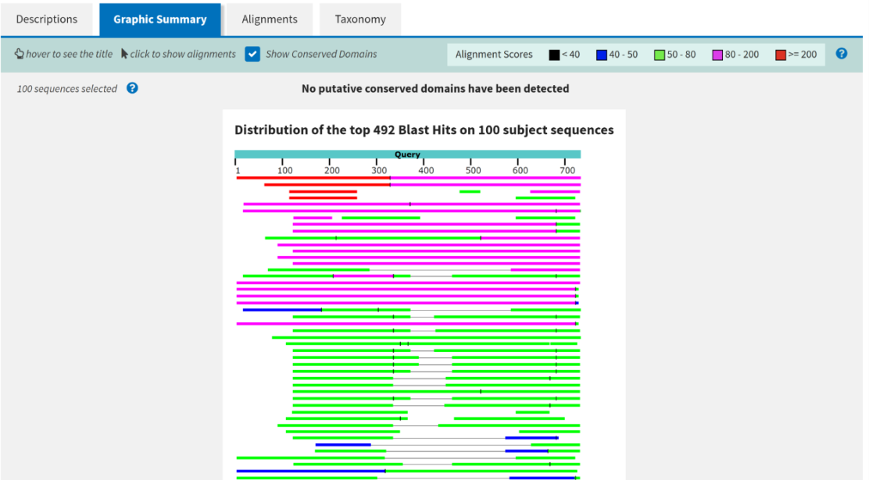 Descriptions Graphic Summary Alignments Taxonomy
hover to see the title click to show alignments Show Conserved Domains Alignment Scores < 40 40 - 50 50 - 80 80 - 200 >= 200 ?
100 sequences selected ? No putative conserved domains have been detected
Distribution of the top 492 Blast Hits on 100 subject sequences
Query
1 100 200 300 400 500 600 700